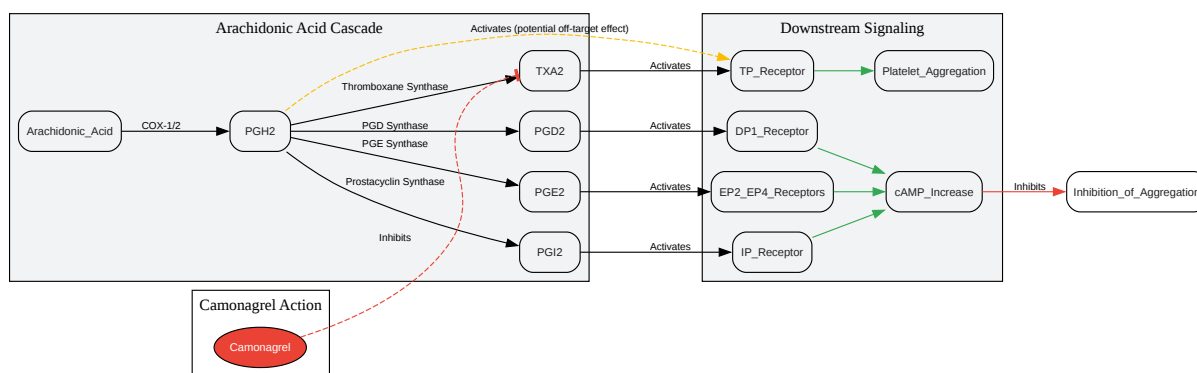 Arachidonic Acid Cascade
Downstream Signaling
Activates (potential off-target effect)
TXA2
Activates
TP_Receptor
Platelet_Aggregation
Thromboxane Synthase
Arachidonic_Acid
COX-1/2
PGH2
PGD Synthase
PGD2
Activates
DP1_Receptor
PGE Synthase
Prostacyclin Synthase
PGE2
Activates
EP2_EP4_Receptors
cAMP_Increase
Inhibits
Inhibition_of_Aggregation
Inhibits
PGI2
Activates
IP_Receptor
Camonagrel Action
Camonagrel